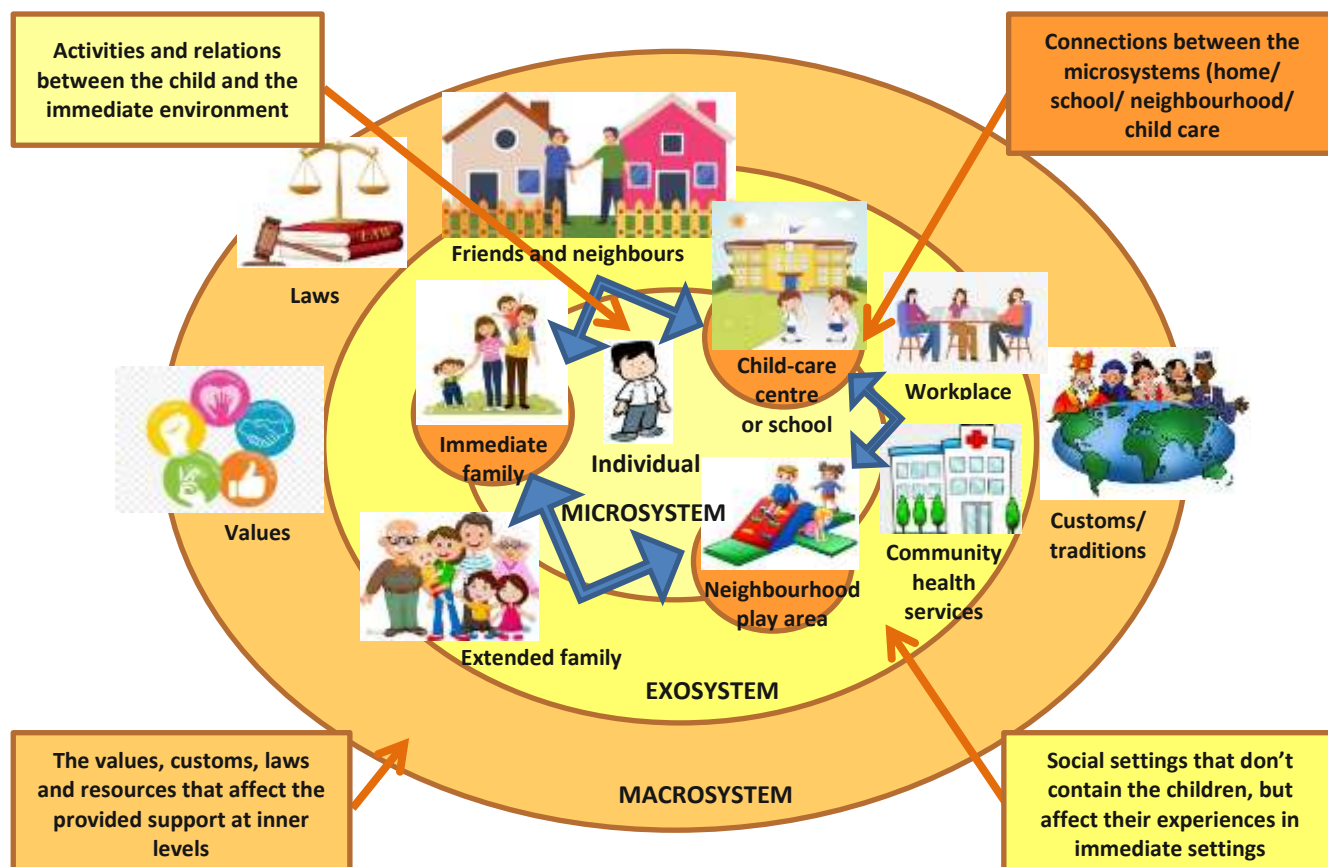 Activities and relations
between the child and the
immediate environment
Connections between the
microsystems (home/
school/ neighbourhood/
child care
LAW
Friends and neighbours
Laws
Child-care
centre
or school
Workplace
Immediate
family
Individual
MICROSYSTEM
Values
Customs/
traditions
Community
health
services
Neighbourhood
play area
Extended family
EXOSYSTEM
The values, customs, laws
and resources that affect the
provided support at inner
levels
MACROSYSTEM
Social settings that don’t
contain the children, but
affect their experiences in
immediate settings